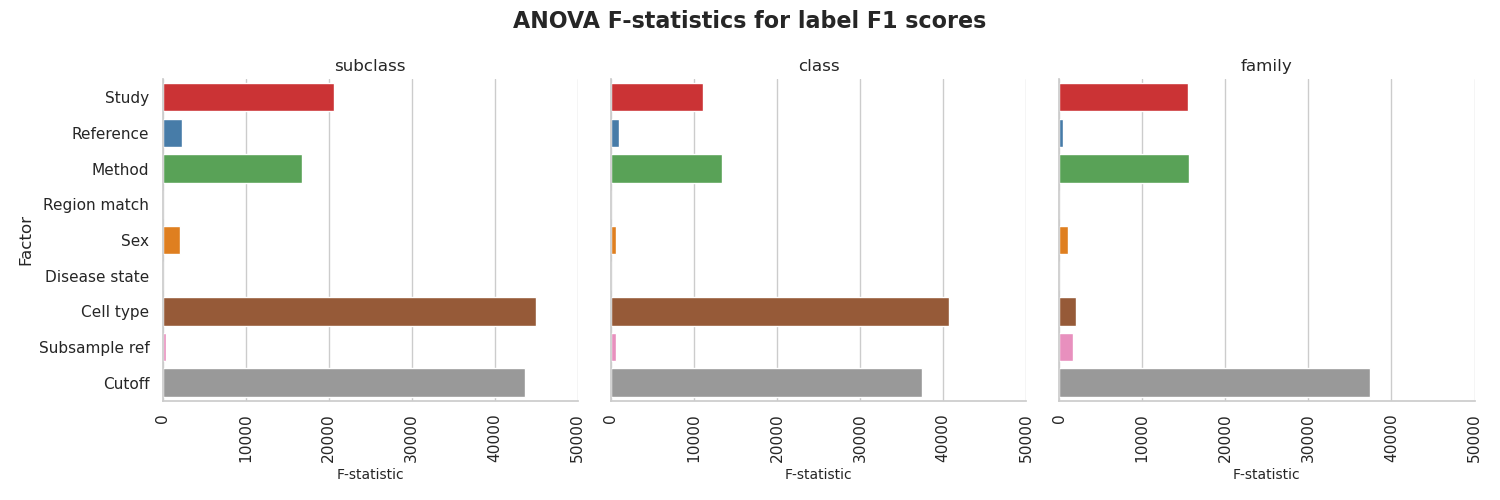 ANOVA F-statistics for label F1 scores
subclass
class
family
Factor
Study
Reference
Method
Region match
Sex
Disease state
Cell type
Subsample ref
Cutoff
0 10000 20000 30000 40000 50000
0 10000 20000 30000 40000 50000
0 10000 20000 30000 40000 50000
F-statistic
F-statistic
F-statistic